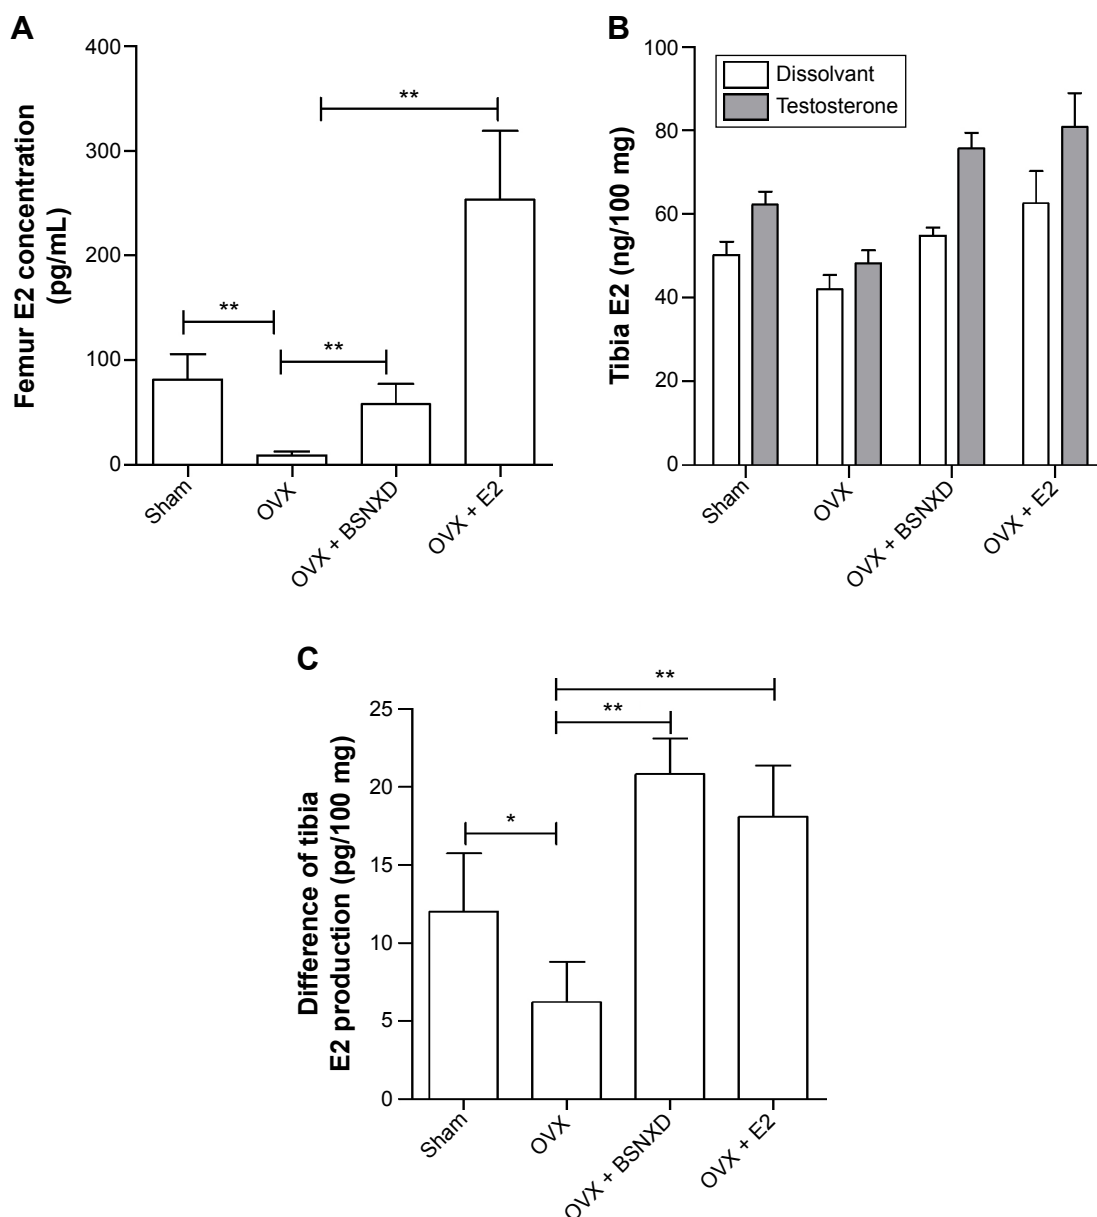 A
Femur E2 concentration
(pg/mL)
400
300
200
100
0
**
**
**
Sham
OVX
OVX + BSNXD
OVX + E2
B
Tibia E2 (ng/100 mg)
100
80
60
40
20
0
Dissolvant
Testosterone
Sham
OVX
OVX + BSNXD
OVX + E2
C
Difference of tibia
E2 production (pg/100 mg)
25
20
15
10
5
0
**
**
*
Sham
OVX
OVX + BSNXD
OVX + E2